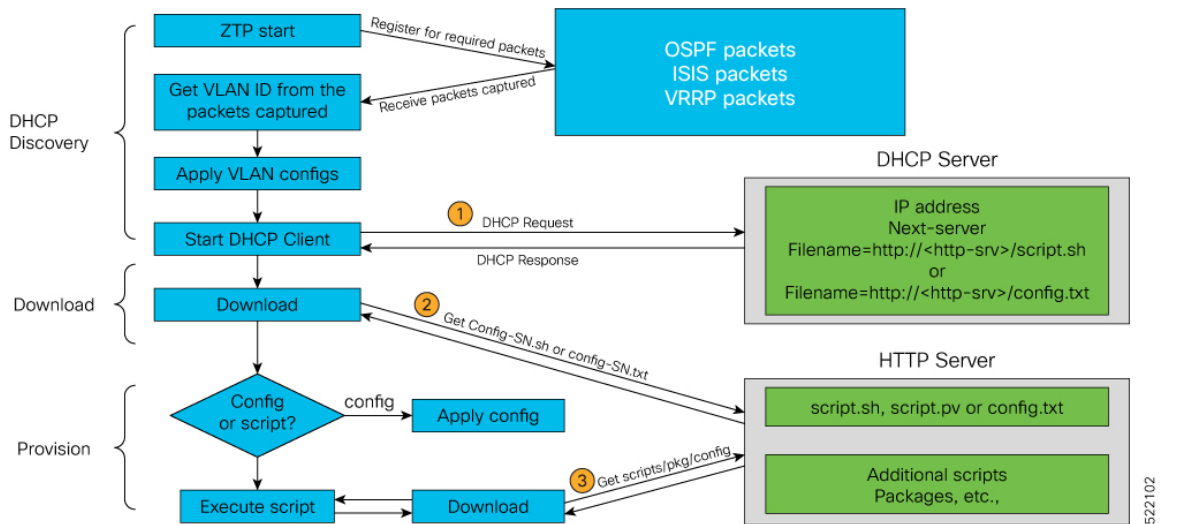 ZTP start
Register for required packets
OSPF packets
ISIS packets
VRRP packets
Get VLAN ID from the
packets captured
Receive packets captured
DHCP
Discovery
Apply VLAN configs
DHCP Server
1
DHCP Request
Start DHCP Client
DHCP Response
IP address
Next-server
Filename=http://<http-srv>/script.sh
or
Filename=http://<http-srv>/config.txt
Download
Download
2
Get Config-SN.sh or config-SN.txt
HTTP Server
Config
or script?
config
Apply config
script.sh, script.pv or config.txt
Provision
3
Get scripts/pkg/config
Execute script
Download
Additional scripts
Packages, etc.,
522102